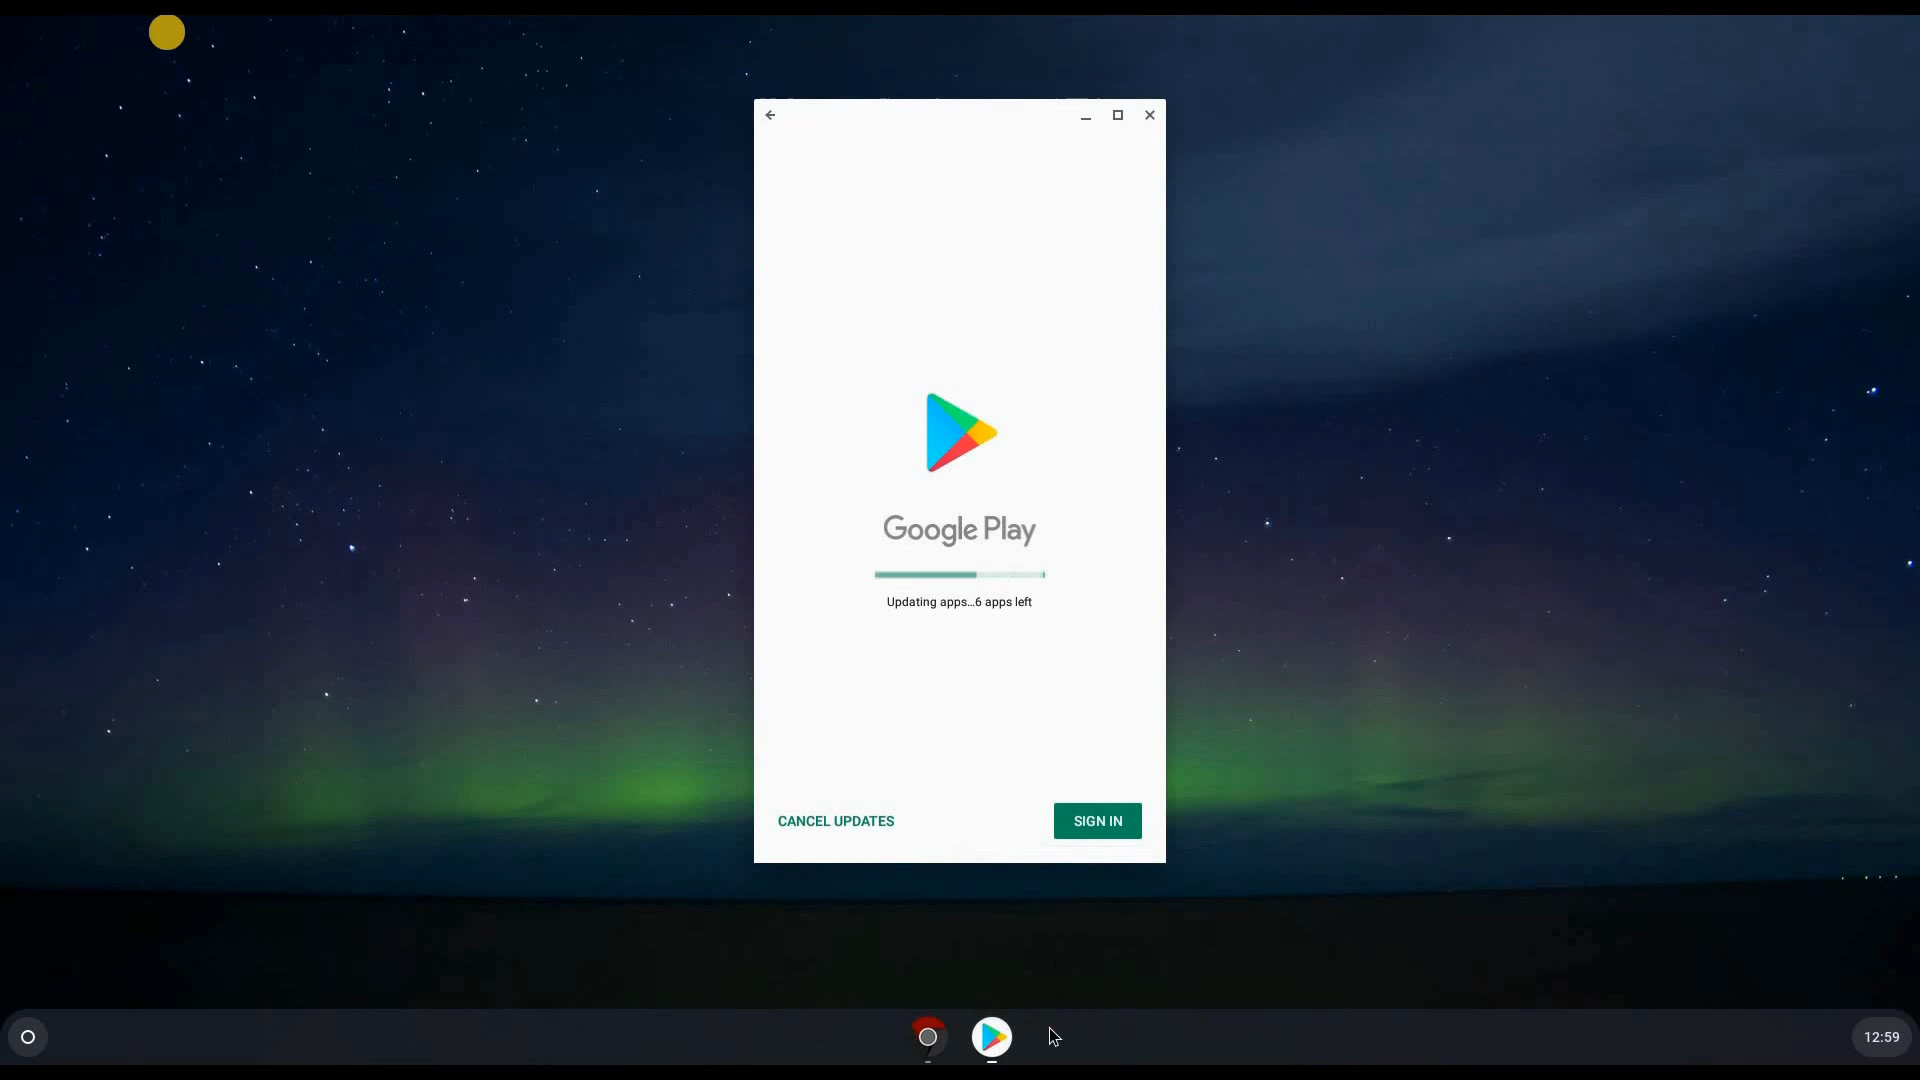 Google Play
Updating apps...6 apps left
CANCEL UPDATES
SIGN IN
12:59